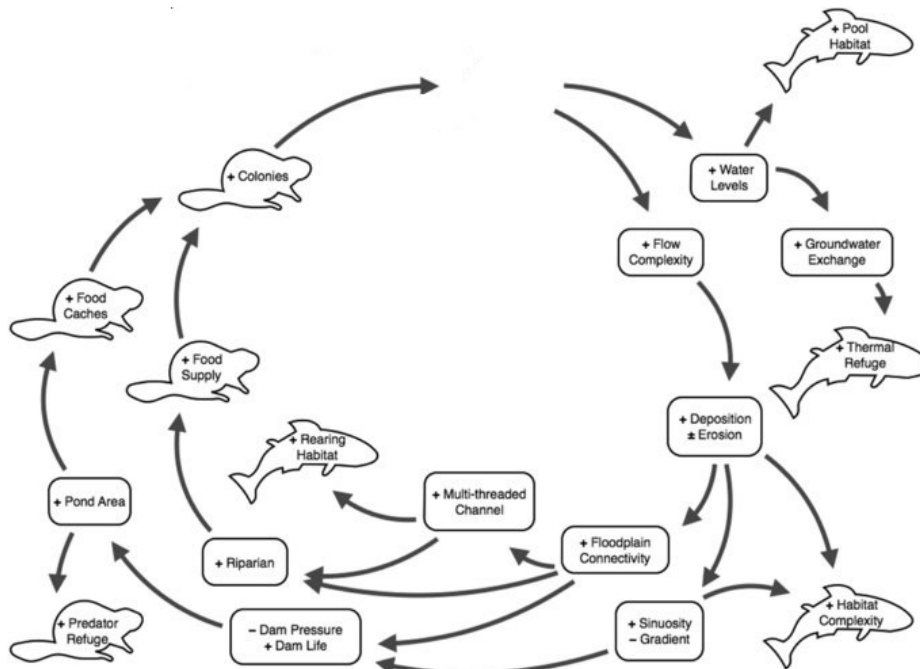 + Pool
Habitat
+ Colonies
+ Water
Levels
+ Flow
Complexity
+ Groundwater
Exchange
+ Food
Caches
+ Food
Supply
+ Thermal
Refuge
+ Deposition
± Erosion
+ Rearing
Habitat
+ Multi-threaded
Channel
+ Pond Area
+ Floodplain
Connectivity
+ Riparian
+ Predator
Refuge
– Dam Pressure
+ Dam Life
+ Sinuosity
– Gradient
+ Habitat
Complexity